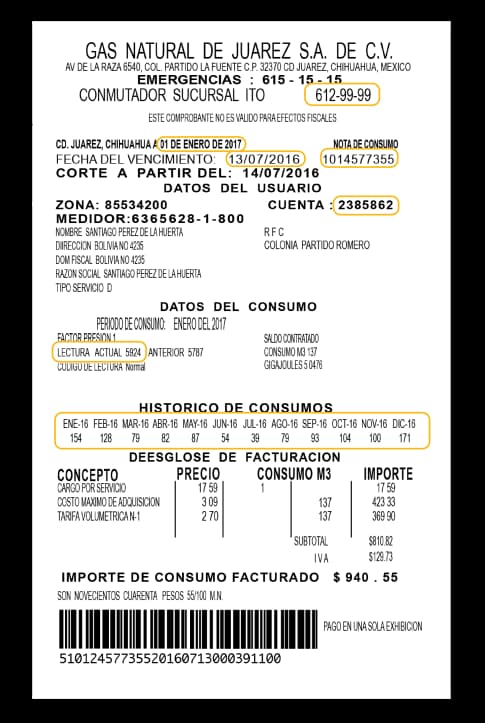 GAS NATURAL DE JUAREZ S.A. DE C.V.
AV DE LA RAZA 6540, COL. PARTIDO LA FUENTE C.P. 32370 CD JUAREZ, CHIHUAHUA, MEXICO
EMERGENCIAS : 615 - 15 - 15
CONMUTADOR SUCURSAL ITO 612-99-99
ESTE COMPROBANTE NO ES VALIDO PARA EFECTOS FISCALES
CD. JUAREZ, CHIHUAHUA A 01 DE ENERO DE 2017 NOTA DE CONSUMO
FECHA DEL VENCIMIENTO: 13/07/2016 1014577355
CORTE A PARTIR DEL: 14/07/2016
DATOS DEL USUARIO
ZONA: 85534200 CUENTA : 2385862
MEDIDOR:6365628-1-800
NOMBRE SANTIAGO PEREZ DE LA HUERTA R F C
DIIRECCION BOLIVIA NO 4235 COLONIA PARTIDO ROMERO
DOM FISCAL BOLIVIA NO 4235
RAZON SOCIAL SANTIAGO PEREZ DE LA HUERTA
TIPO SERVICIO D
DATOS DEL CONSUMO
PERIODO DE CONSUMO: ENERO DEL 2017
FACTOR PRESION 1 SALDO CONTRATADO
LECTURA ACTUAL 5924 ANTERIOR 5787 CONSUMO M3 137
CODIGO DE LECTURA Normal GIGAJOULES 5 0476
HISTORICO DE CONSUMOS
ENE-16 FEB-16 MAR-16 ABR-16 MAY-16 JUN-16 JUL-16 AGO-16 SEP-16 OCT-16 NOV-16 DIC-16
154 128 79 82 87 54 39 79 93 104 100 171
DEESGLOSE DE FACTURACION
CONCEPTO PRECIO CONSUMO M3 IMPORTE
CARGO POR SERVICIO 17 59 1 17 59
COSTO MAXIMO DE ADQUISICION 3 09 137 423 33
TARIFA VOLUMETRICA N-1 2 70 137 369 90
SUBTOTAL $810.82
I V A $129.73
IMPORTE DE CONSUMO FACTURADO $ 940 . 55
SON NOVECIENTOS CUARENTA PESOS 55/100 M.N.
PAGO EN UNA SOLA EXHIBICION
51012457735520160713000391100